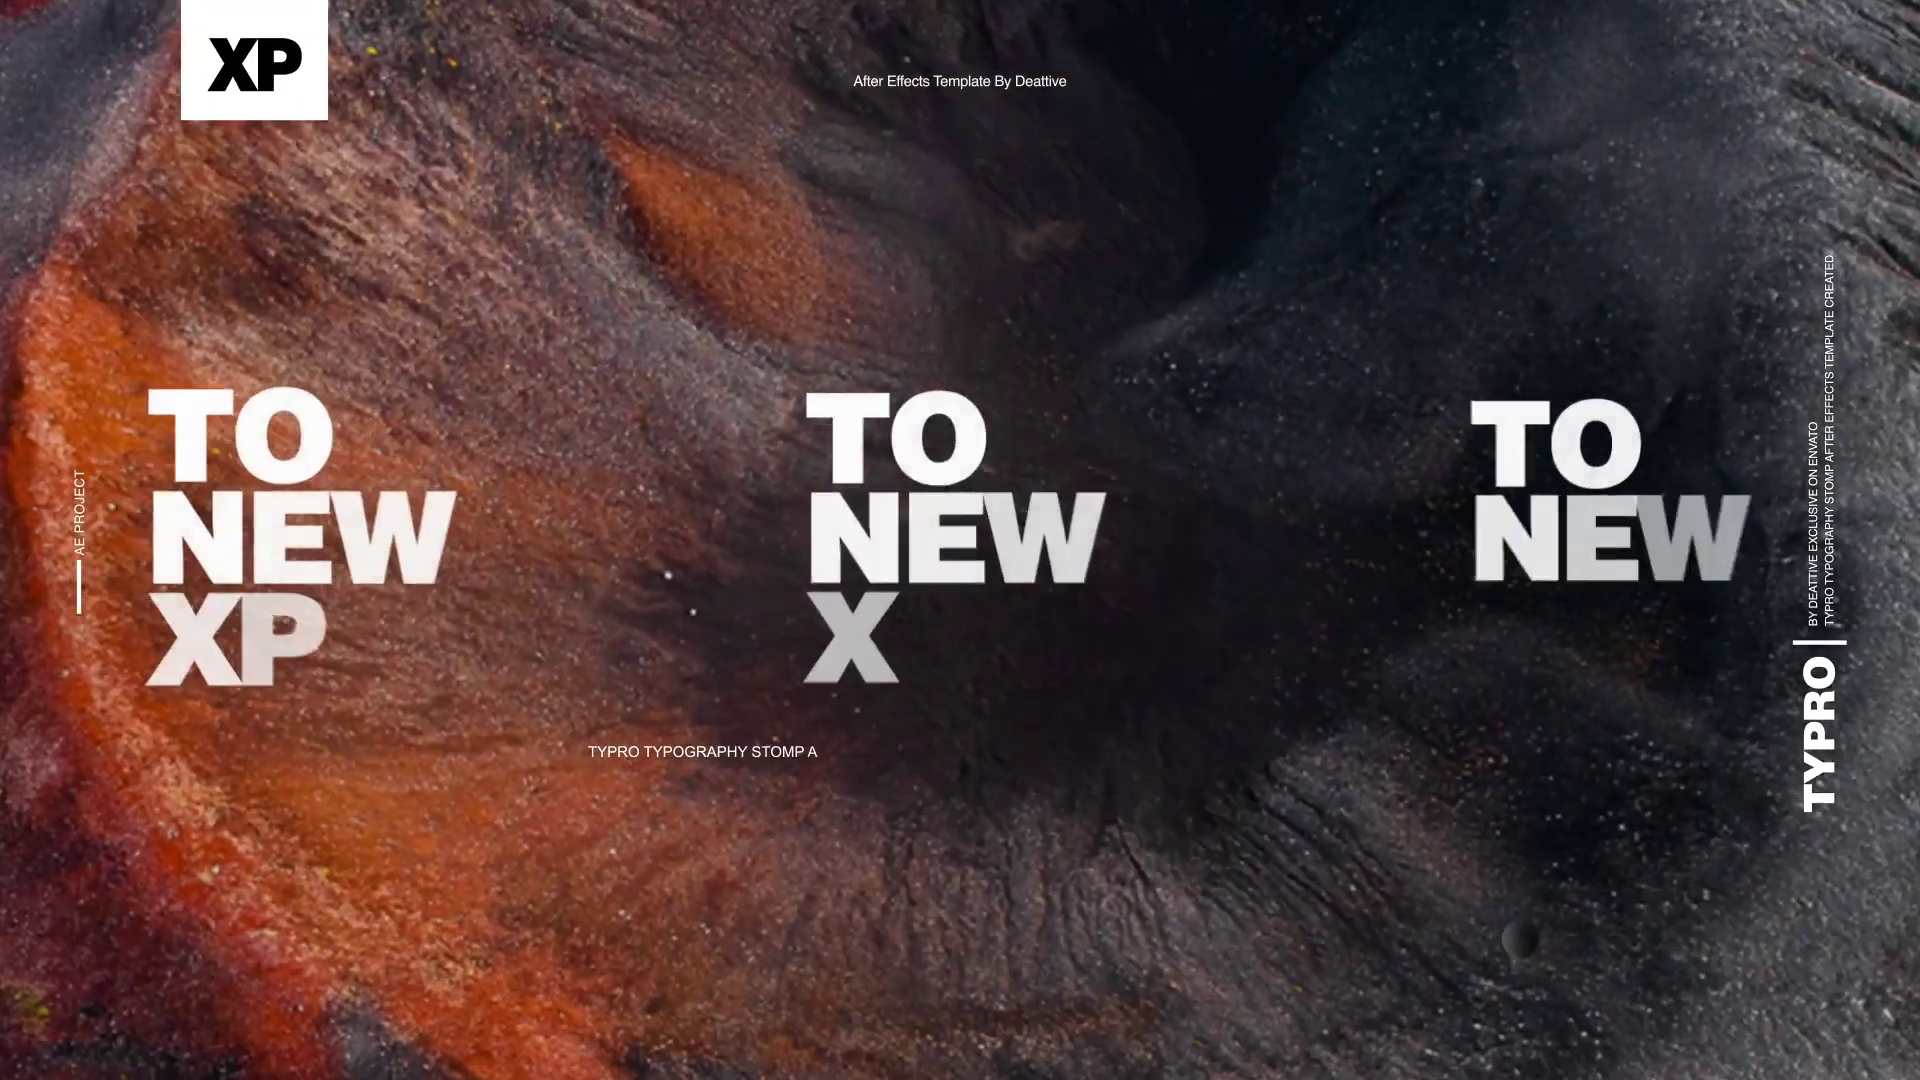 XP
After Effects Template By Deattive
AE PROJECT
TO
NEW
XP
TO
NEW
X
TO
NEW
TYPRO TYPOGRAPHY STOMP A
TYPRO
BY DEATTIVE EXCLUSIVE ON ENVATO
TYPRO TYPOGRAPHY STOMP AFTER EFFECTS TEMPLATE CREATED